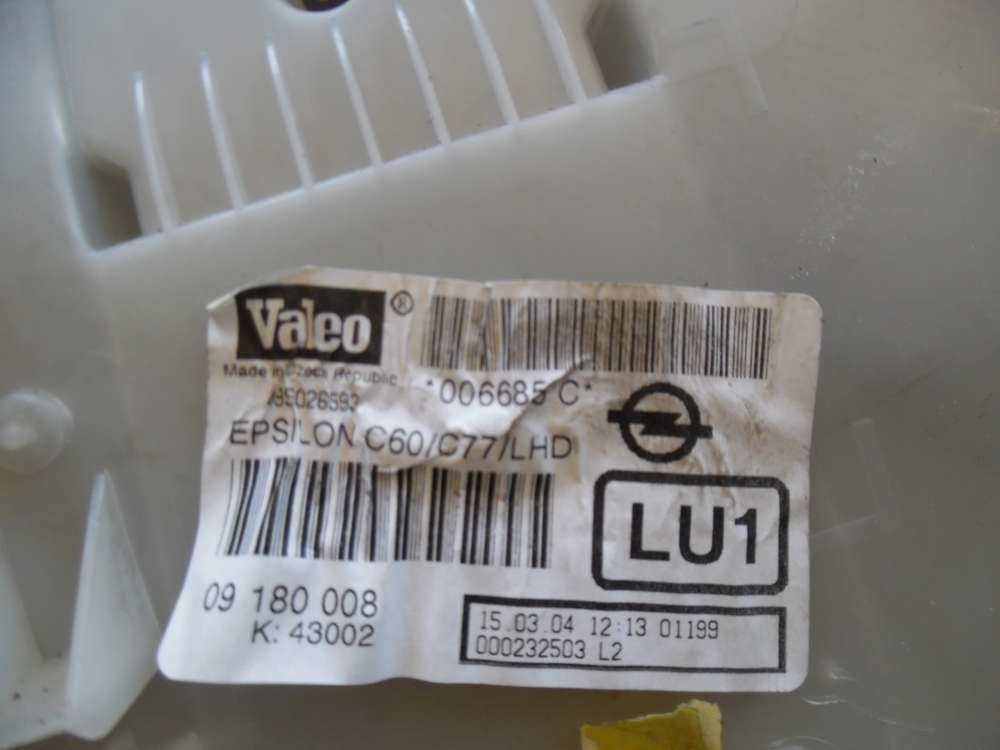 Valeo ®
Made in Czech Republic
*006685 C*
EPSILON C60/C77/LHD
LU1
09 180 008
K: 43002
15.03.04 12:13 01199
000232503 L2